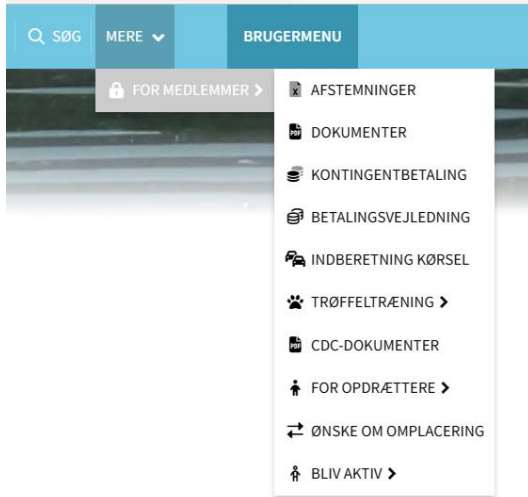 SØG MERE BRUGERMENU
FOR MEDLEMMER AFSTEMNINGER
DOKUMENTER
KONTINGENTBETALING
BETALINGSVEJLEDNING
INDBERETNING KØRSEL
TRØFFELTRÆNING
CDC-DOKUMENTER
FOR OPDRÆTTERE
ØNSKE OM OMPLACERING
BLIV AKTIV